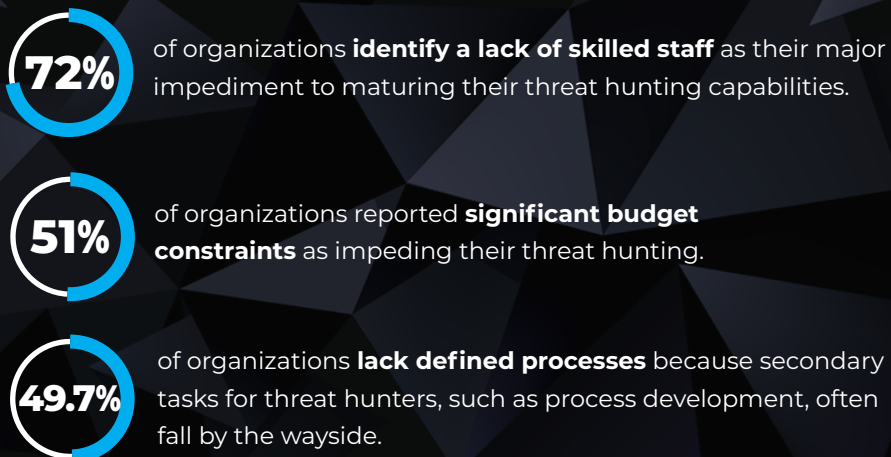 72%
of organizations identify a lack of skilled staff as their major
impediment to maturing their threat hunting capabilities.
51%
of organizations reported significant budget
constraints as impeding their threat hunting.
49.7%
of organizations lack defined processes because secondary
tasks for threat hunters, such as process development, often
fall by the wayside.